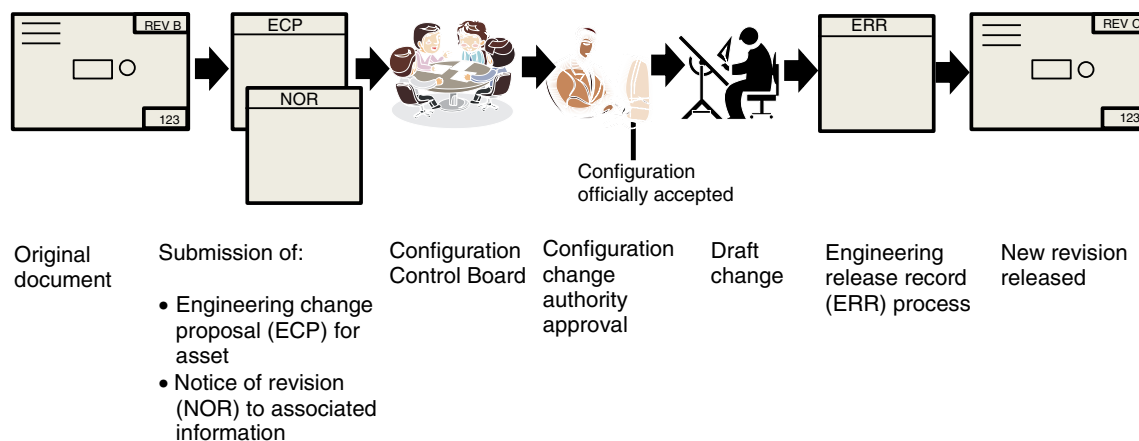 REV B
123
ECP
NOR
ERR
REV C
123
Configuration
officially accepted
Original
document
Submission of:
• Engineering change
proposal (ECP) for
asset
• Notice of revision
(NOR) to associated
information
Configuration
Control Board
Configuration
change
authority
approval
Draft
change
Engineering
release record
(ERR) process
New revision
released